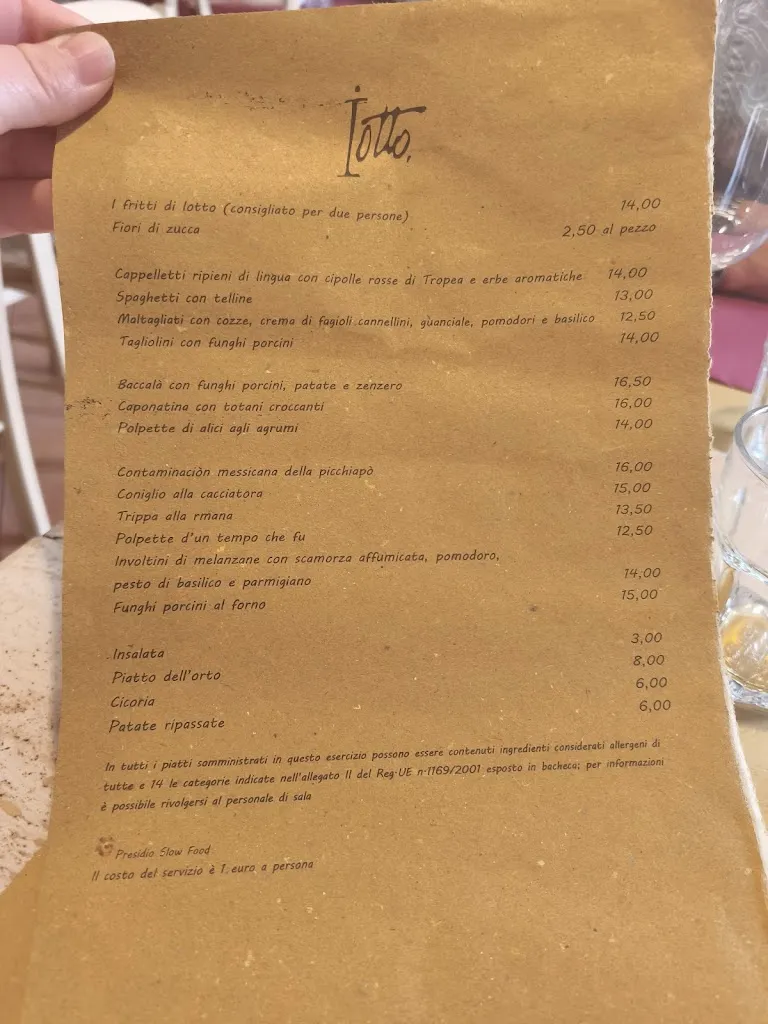 Iotto.
I fritti di Iotto (consigliato per due persone) 14,00
Fiori di zucca 2,50 al pezzo
Cappelletti ripieni di lingua con cipolle rosse di Tropea e erbe aromatiche 14,00
Spaghetti con telline 13,00
Maltagliati con cozze, crema di fagioli cannellini, guanciale, pomodori e basilico 12,50
Tagliolini con funghi porcini 14,00
Baccalà con funghi porcini, patate e zenzero 16,50
Caponatina con totani croccanti 16,00
Polpette di alici agli agrumi 14,00
Contaminaciòn messicana della picchiapò 16,00
Coniglio alla cacciatora 15,00
Trippa alla rmana 13,50
Polpette d'un tempo che fu 12,50
Involtini di melanzane con scamorza affumicata, pomodoro,
pesto di basilico e parmigiano 14,00
Funghi porcini al forno 15,00
Insalata 3,00
Piatto dell'orto 8,00
Cicoria 6,00
Patate ripassate 6,00
In tutti i piatti somministrati in questo esercizio possono essere contenuti ingredienti considerati allergeni di
tutte e 14 le categorie indicate nell'allegato II del Reg.UE n.1169/2001 esposto in bacheca; per informazioni
è possibile rivolgersi al personale di sala
Presidio Slow Food
Il costo del servizio è 1 euro a persona